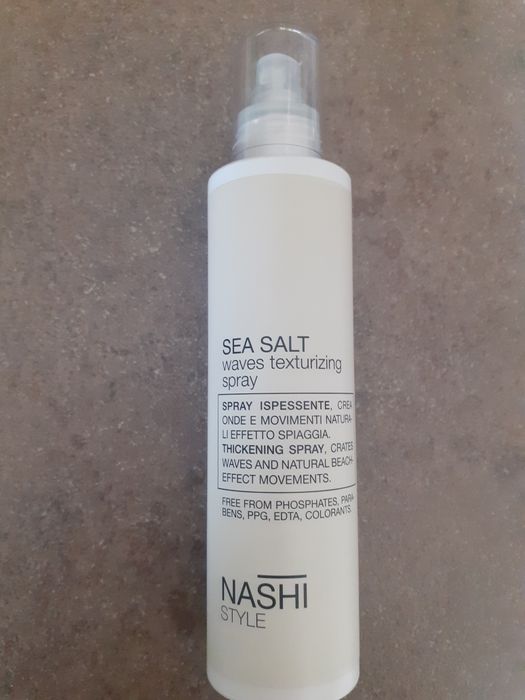 SEA SALT
waves texturizing
spray
SPRAY ISPESSENTE, CREA
ONDE E MOVIMENTI NATURA-
LI EFFETTO SPIAGGIA.
THICKENING SPRAY, CRATES
WAVES AND NATURAL BEACH-
EFFECT MOVEMENTS.
FREE FROM PHOSPHATES, PARA-
BENS, PPG, EDTA, COLORANTS.
NASHI
STYLE